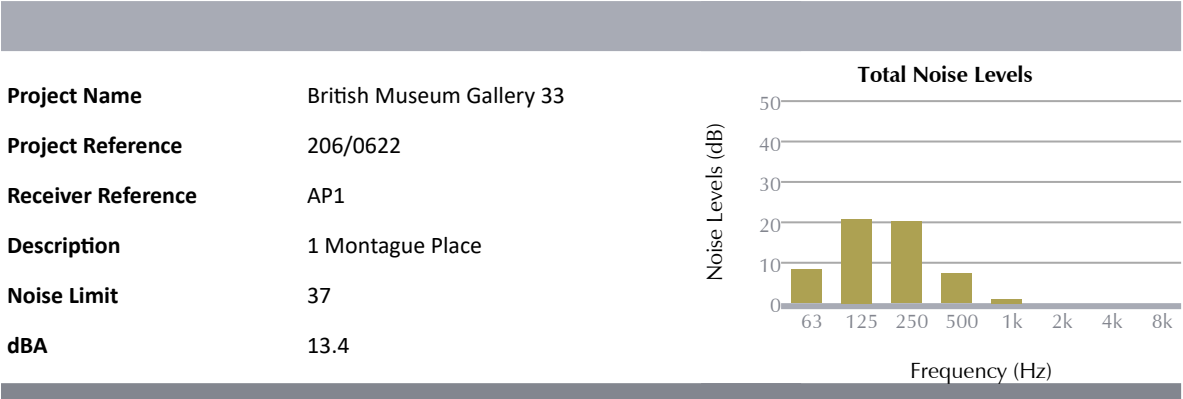 Project Name British Museum Gallery 33
Project Reference 206/0622
Receiver Reference AP1
Description 1 Montague Place
Noise Limit 37
dBA 13.4
Total Noise Levels
Noise Levels (dB)
50
40
30
20
10
0
63 125 250 500 1k 2k 4k 8k
Frequency (Hz)